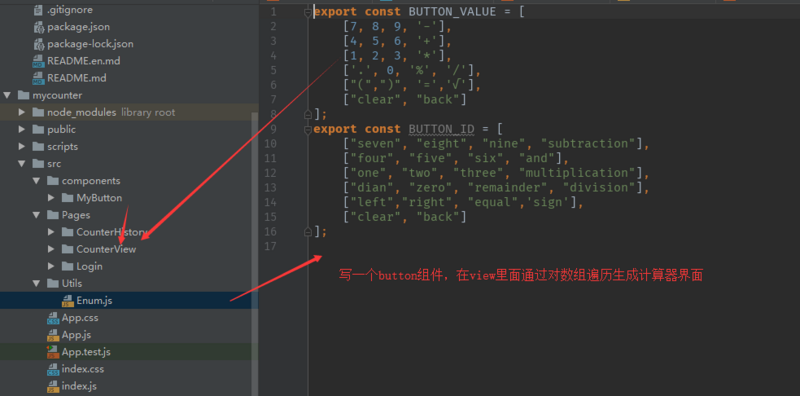 .gitignore
package.json
package-lock.json
README.en.md
README.md
mycounter
node_modules library root
public
scripts
src
components
MyButton
Pages
CounterHistory
CounterView
Login
Utils
Enum.js
App.css
App.js
App.test.js
index.css
index.js
1 export const BUTTON_VALUE = [
2 [7, 8, 9, '-'],
3 [4, 5, 6, '+'],
4 [1, 2, 3, '*'],
5 ['.', 0, '%', '/'],
6 ["(",")", '=','√'],
7 ["clear", "back"]
8 ];
9 export const BUTTON_ID = [
10 ["seven", "eight", "nine", "subtraction"],
11 ["four", "five", "six", "and"],
12 ["one", "two", "three", "multiplication"],
13 ["dian", "zero", "remainder", "division"],
14 ["left","right", "equal",'sign'],
15 ["clear", "back"]
16 ];
17
写一个button组件，在view里面通过对数组遍历生成计算器界面